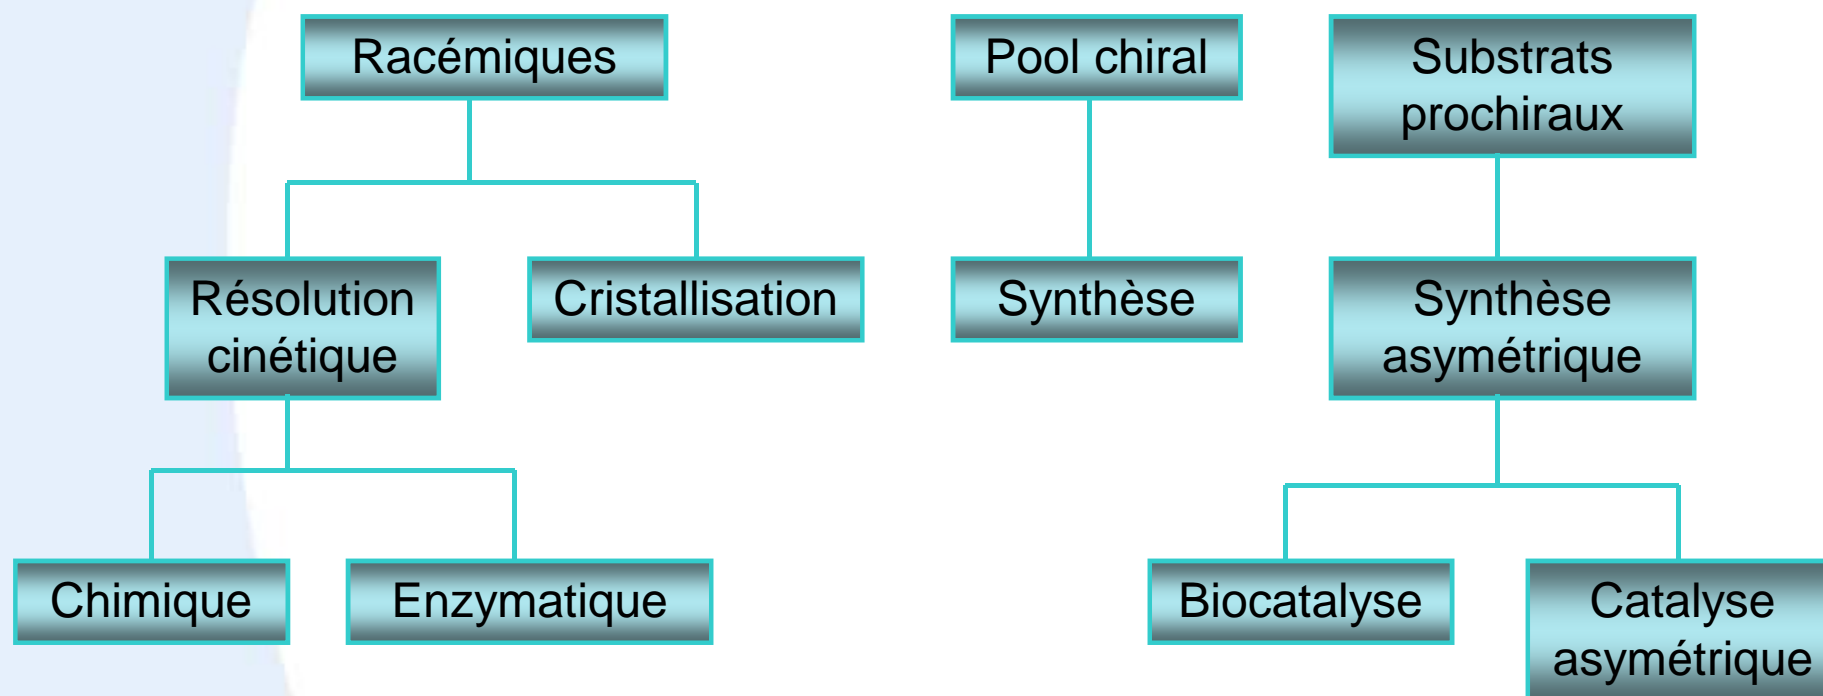 Racémiques
Pool chiral
Substrats
prochiraux
Résolution
cinétique
Cristallisation
Synthèse
Synthèse
asymétrique
Chimique
Enzymatique
Biocatalyse
Catalyse
asymétrique